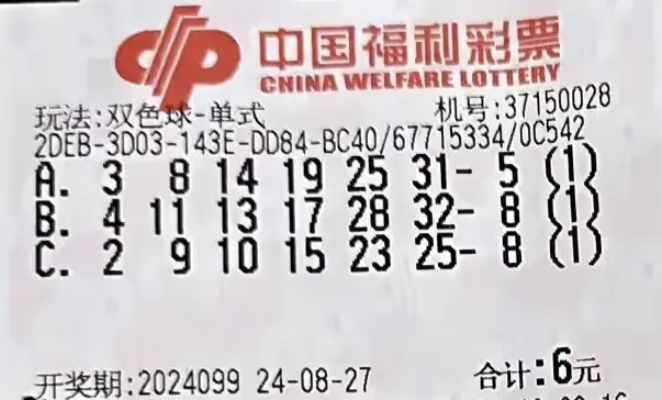 中国福利彩票
CHINA WELFARE LOTTERY
玩法:双色球-单式 机号:37150028
2DEB-3D03-143E-DD84-BC40/67715334/0C542
A. 3 8 14 19 25 31- 5 (1)
B. 4 11 13 17 28 32- 8 (1)
C. 2 9 10 15 23 25- 8 (1)
开奖期:2024099 24-08-27 合计:6元